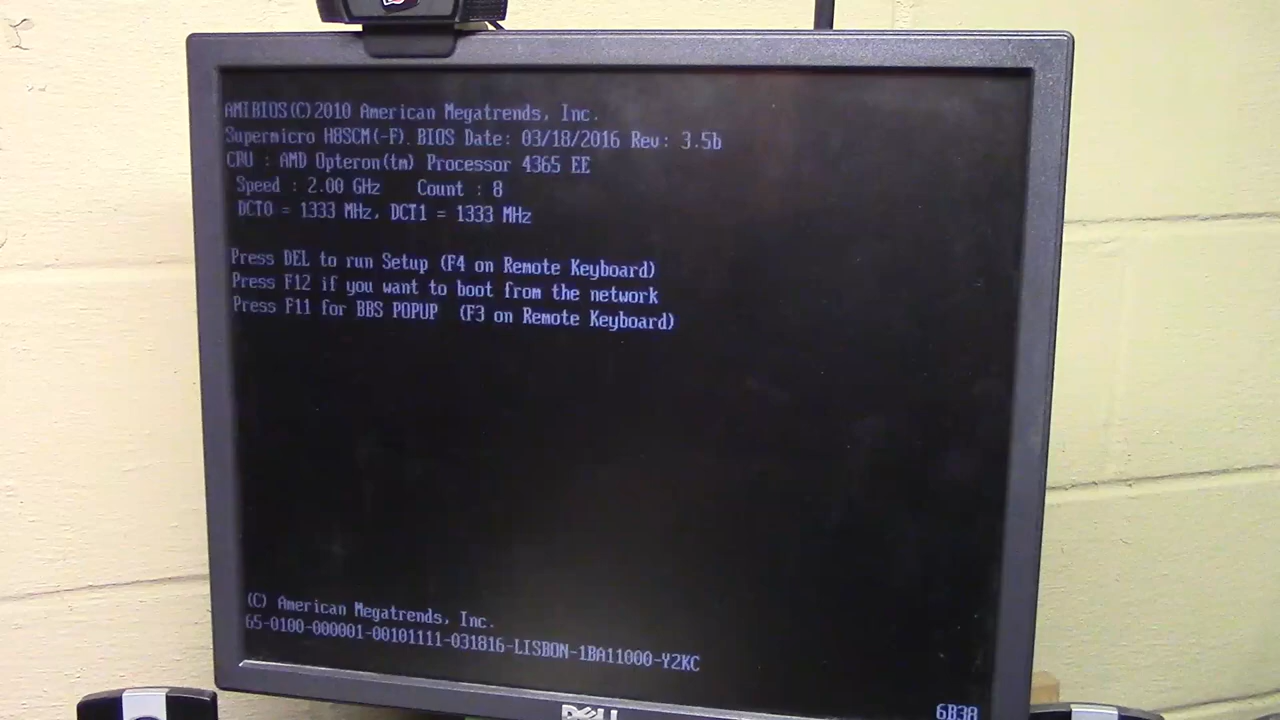 AMIBIOS(C)2010 American Megatrends, Inc.
Supermicro H8SCM(-F). BIOS Date: 03/18/2016 Rev: 3.5b
CPU : AMD Opteron(tm) Processor 4365 EE
Speed : 2.00 GHz    Count : 8
DCT0 = 1333 MHz, DCT1 = 1333 MHz
Press DEL to run Setup (F4 on Remote Keyboard)
Press F12 if you want to boot from the network
Press F11 for BBS POPUP  (F3 on Remote Keyboard)
(C) American Megatrends, Inc.
65-0100-000001-00101111-031816-LISBON-1BA11000-Y2KC
6B3A
DELL